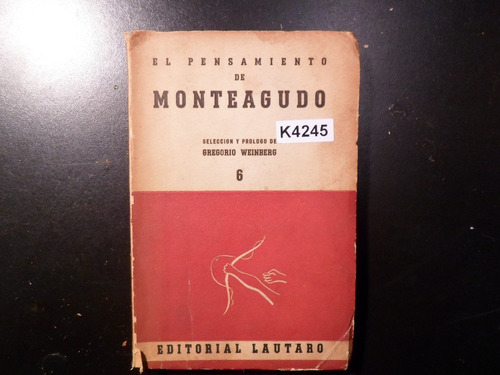 EL PENSAMIENTO
DE
MONTEAGUDO
SELECCION Y PROLOGO DE
K4245
GREGORIO WEINBERG
6
EDITORIAL LAUTARO